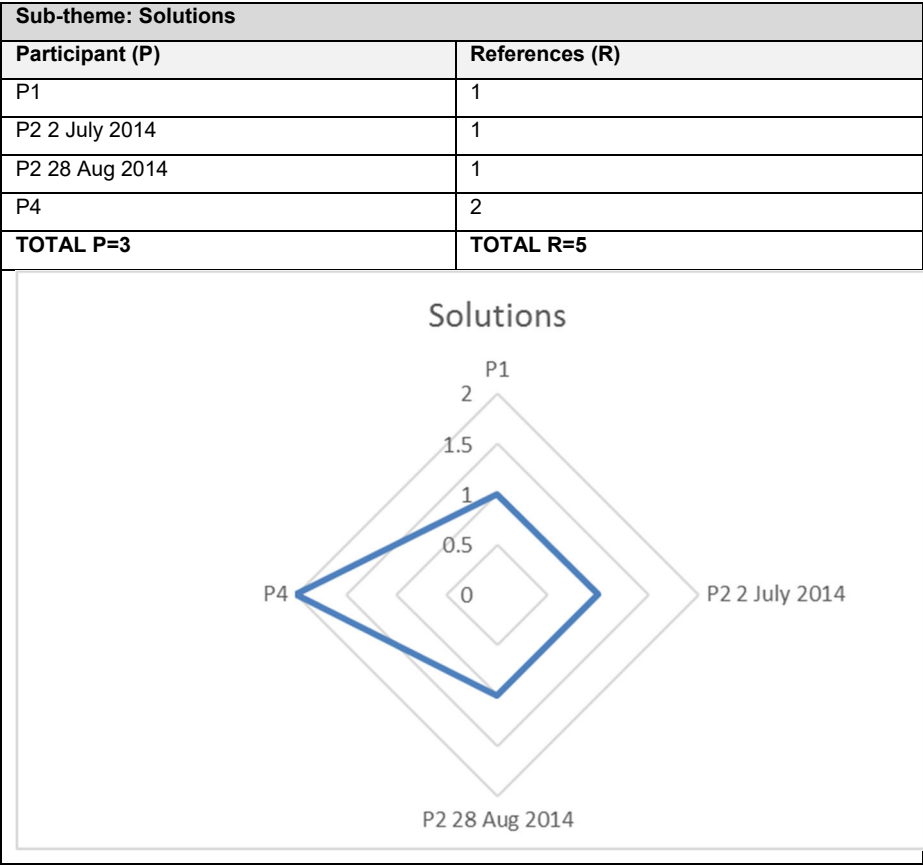 Sub-theme: Solutions
Participant (P) References (R)
P1 1
P2 2 July 2014 1
P2 28 Aug 2014 1
P4 2
TOTAL P=3 TOTAL R=5
Solutions
P1
2
1.5
1
0.5
P4 0 P2 2 July 2014
P2 28 Aug 2014